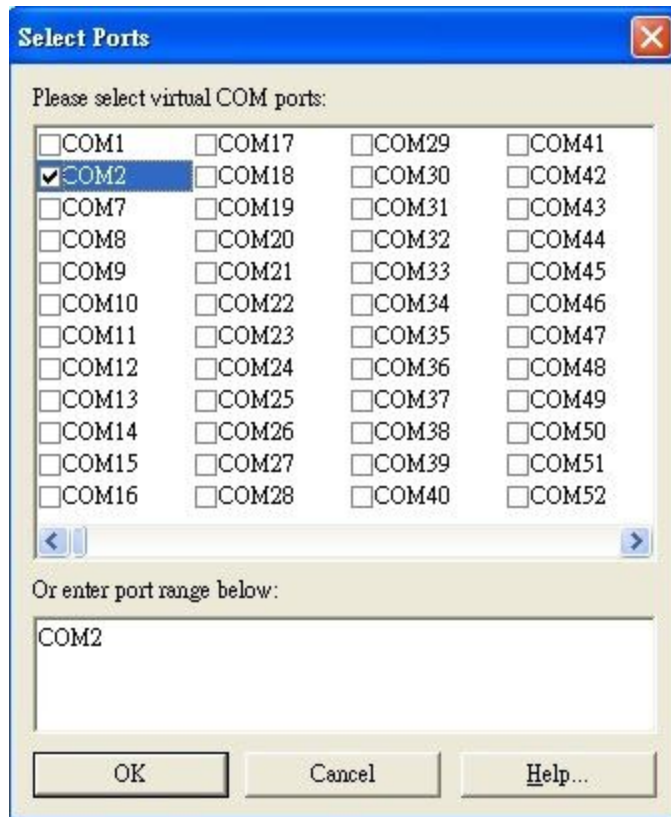 Select Ports
Please select virtual COM ports:
COM1 COM17 COM29 COM41
COM2 COM18 COM30 COM42
COM7 COM19 COM31 COM43
COM8 COM20 COM32 COM44
COM9 COM21 COM33 COM45
COM10 COM22 COM34 COM46
COM11 COM23 COM35 COM47
COM12 COM24 COM36 COM48
COM13 COM25 COM37 COM49
COM14 COM26 COM38 COM50
COM15 COM27 COM39 COM51
COM16 COM28 COM40 COM52
Or enter port range below:
COM2
OK Cancel Help...